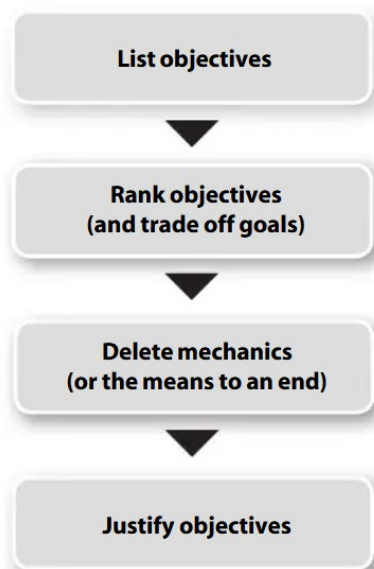 List objectives
Rank objectives
(and trade off goals)
Delete mechanics
(or the means to an end)
Justify objectives